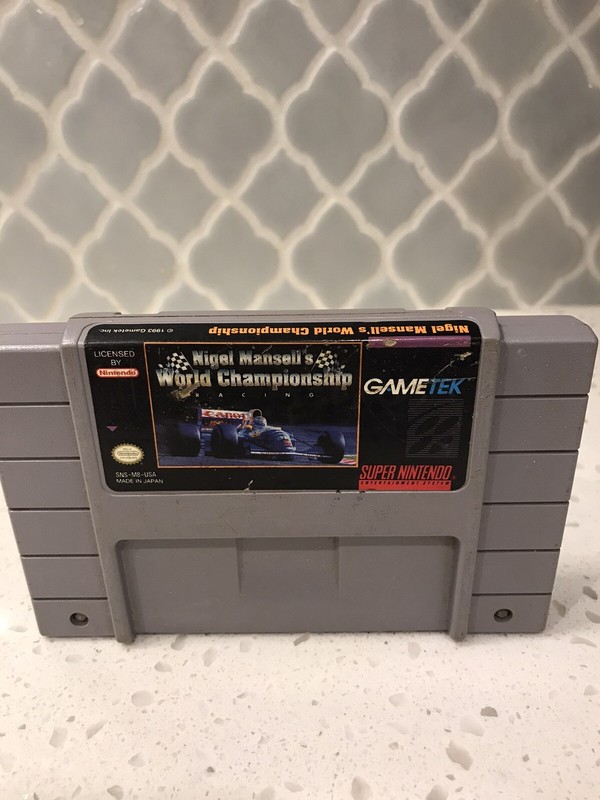 Nigel Mansell's World Championship
© 1993 Gametek Inc.
LICENSED
BY
Nintendo
Nigel Mansell's
World Championship
RACING
GAMETEK
Canon
SNS-M8-USA
MADE IN JAPAN
SUPER NINTENDO
ENTERTAINMENT SYSTEM